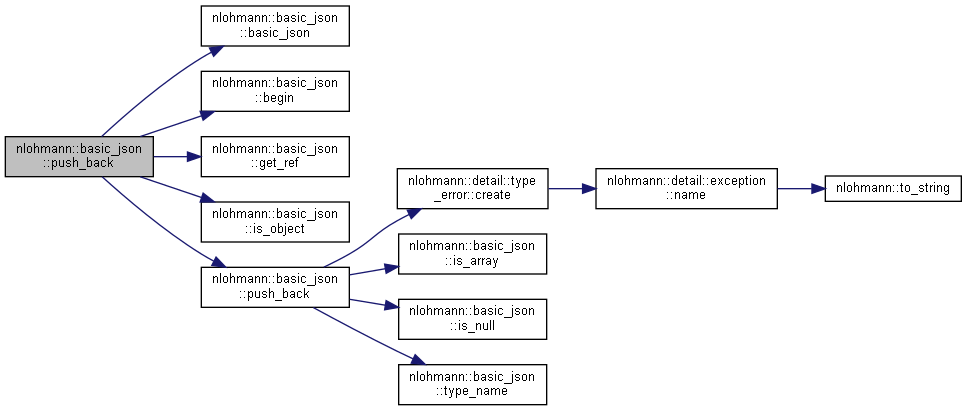 nlohmann::basic_json
::basic_json
nlohmann::basic_json
::begin
nlohmann::basic_json
::push_back
nlohmann::basic_json
::get_ref
nlohmann::basic_json
::is_object
nlohmann::basic_json
::push_back
nlohmann::detail::type
_error::create
nlohmann::detail::exception
::name
nlohmann::to_string
nlohmann::basic_json
::is_array
nlohmann::basic_json
::is_null
nlohmann::basic_json
::type_name